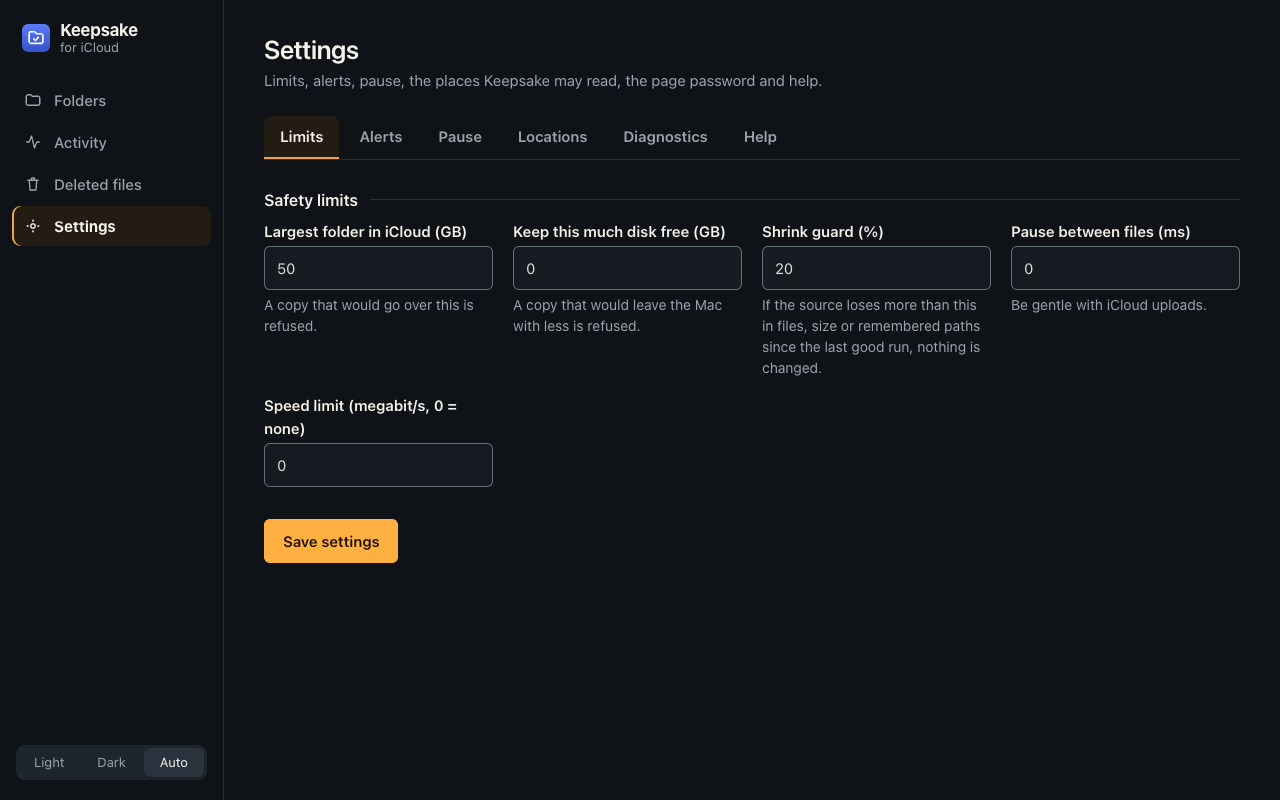 Keepsake
for iCloud
Folders
Activity
Deleted files
Settings
Light
Dark
Auto
Settings
Limits, alerts, pause, the places Keepsake may read, the page password and help.
Limits
Alerts
Pause
Locations
Diagnostics
Help
Safety limits
Largest folder in iCloud (GB)
50
A copy that would go over this is
refused.
Keep this much disk free (GB)
0
A copy that would leave the Mac
with less is refused.
Shrink guard (%)
20
If the source loses more than this
in files, size or remembered paths
since the last good run, nothing is
changed.
Pause between files (ms)
0
Be gentle with iCloud uploads.
Speed limit (megabit/s, 0 =
none)
0
Save settings